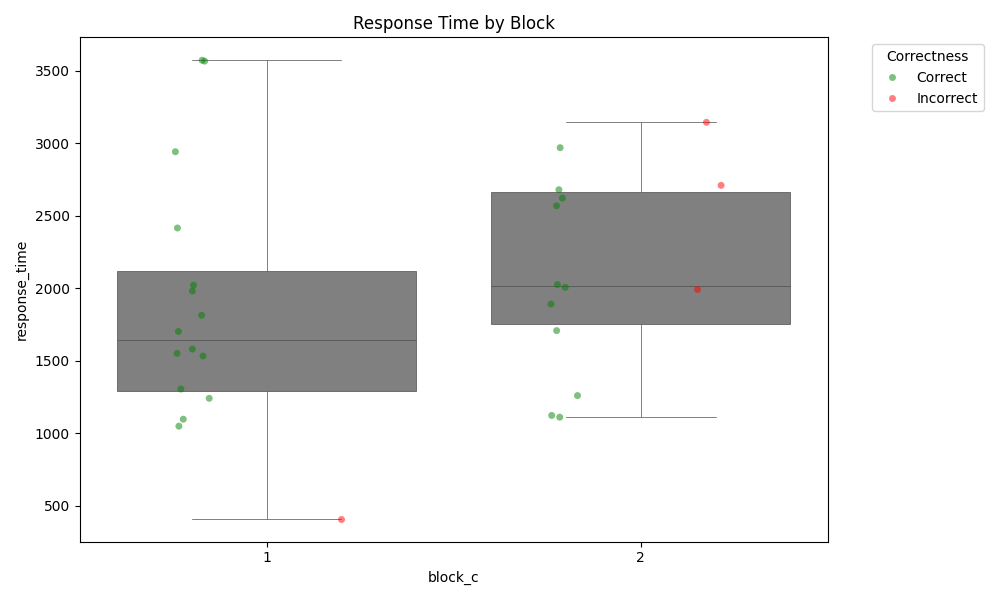 Response Time by Block
Correctness
Correct
Incorrect
response_time
3500
3000
2500
2000
1500
1000
500
1
2
block_c